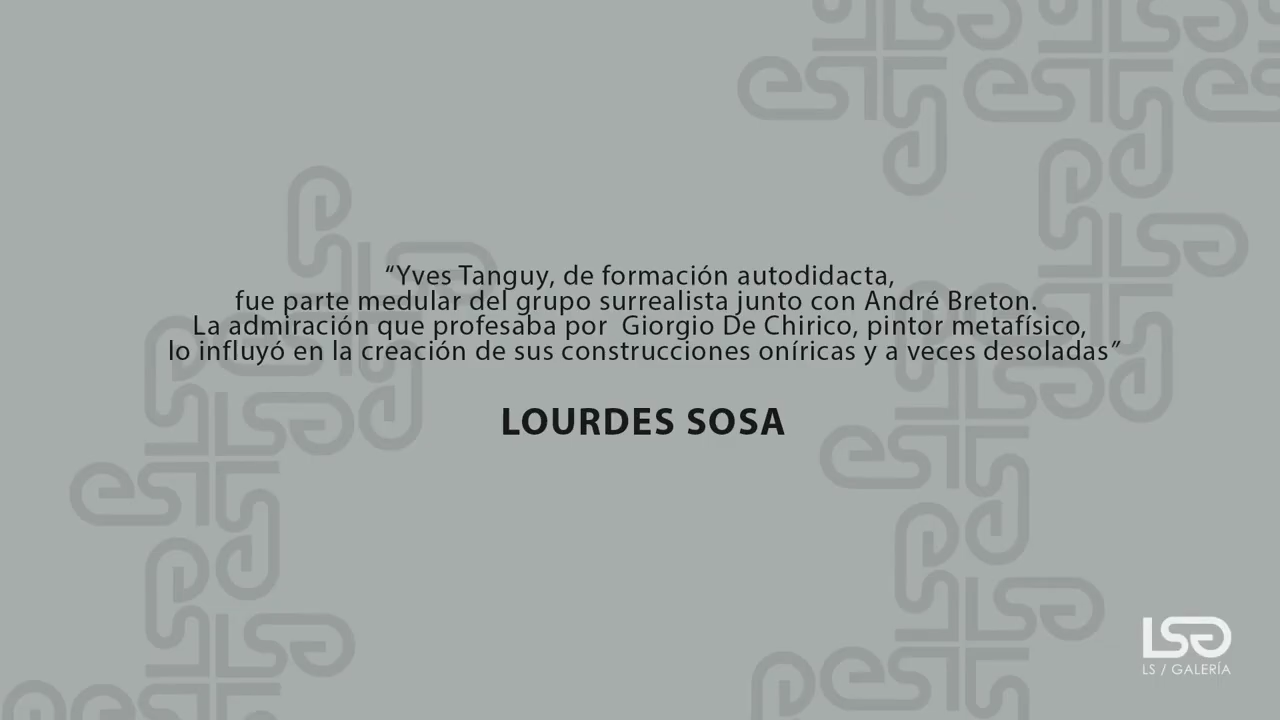 “Yves Tanguy, de formación autodidacta,
fue parte medular del grupo surrealista junto con André Breton.
La admiración que profesaba por  Giorgio De Chirico, pintor metafísico,
lo influyó en la creación de sus construcciones oníricas y a veces desoladas”
LOURDES SOSA
LSG
LS / GALERÍA